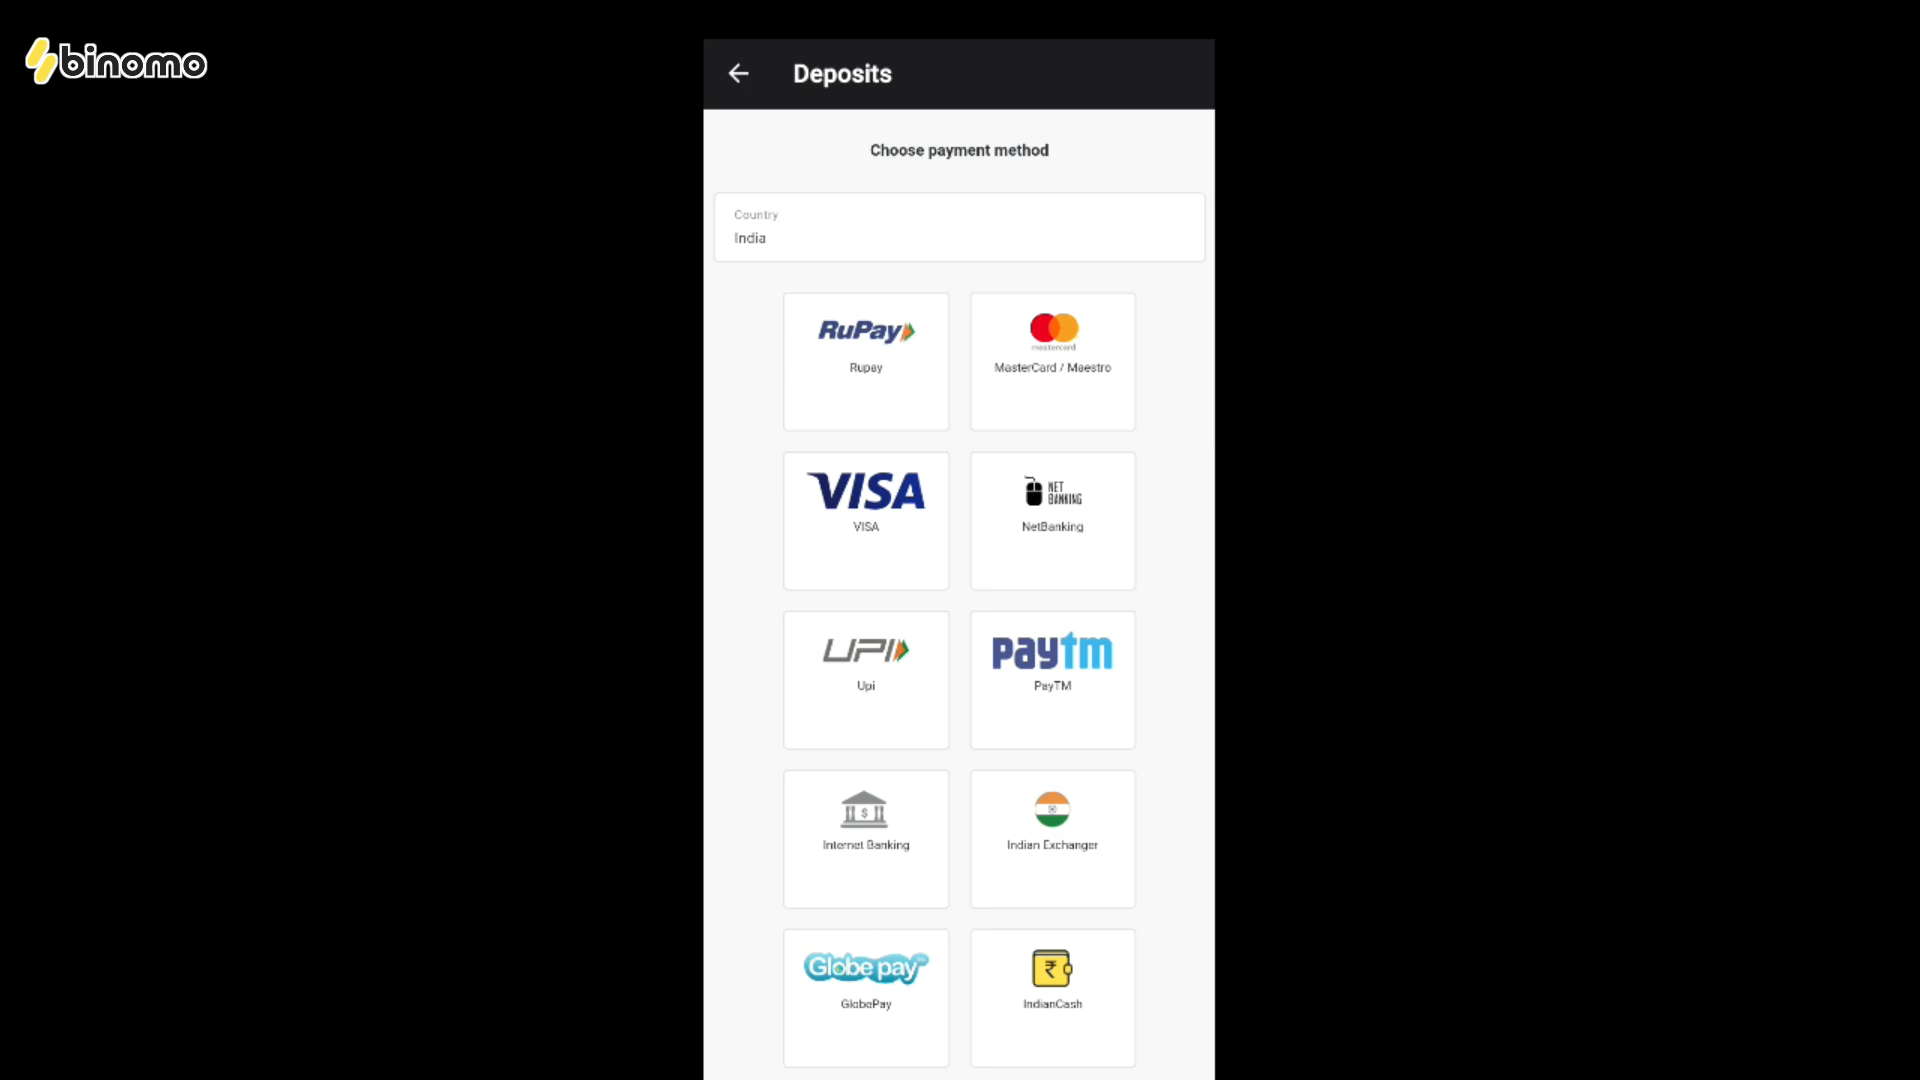 binomo
Deposits
Choose payment method
Country
India
RuPay
Rupay
mastercard
MasterCard / Maestro
VISA
VISA
NET
BANKING
NetBanking
UPI
Upi
paytm
PayTM
$
Internet Banking
Indian Exchanger
Globe pay
GlobePay
₹
IndianCash